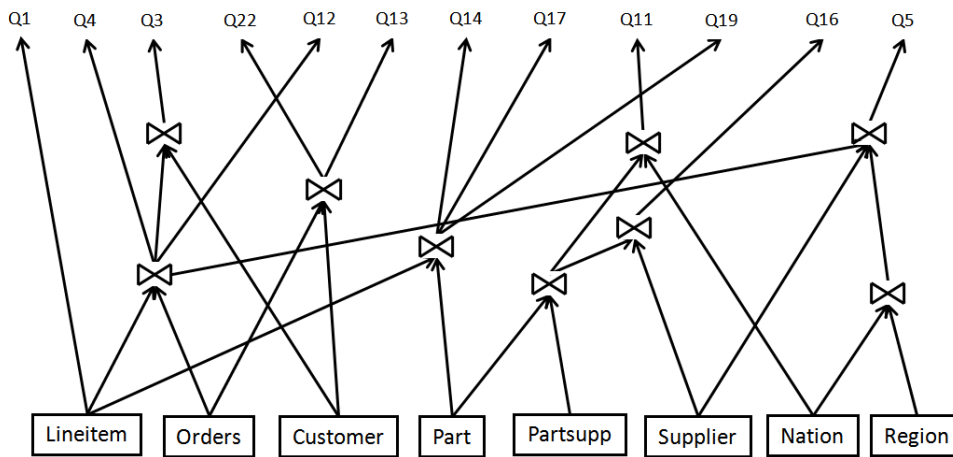 Q1 Q4 Q3 Q22 Q12 Q13 Q14 Q17 Q11 Q19 Q16 Q5
Lineitem Orders Customer Part Partsupp Supplier Nation Region